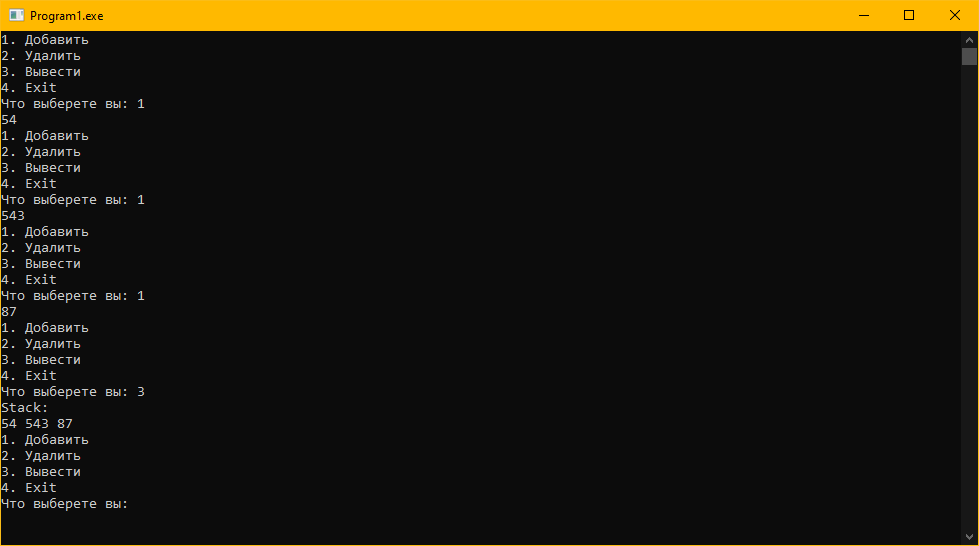 Program1.exe
1. Добавить
2. Удалить
3. Вывести
4. Exit
Что выберете вы: 1
54
1. Добавить
2. Удалить
3. Вывести
4. Exit
Что выберете вы: 1
543
1. Добавить
2. Удалить
3. Вывести
4. Exit
Что выберете вы: 1
87
1. Добавить
2. Удалить
3. Вывести
4. Exit
Что выберете вы: 3
Stack:
54 543 87
1. Добавить
2. Удалить
3. Вывести
4. Exit
Что выберете вы: